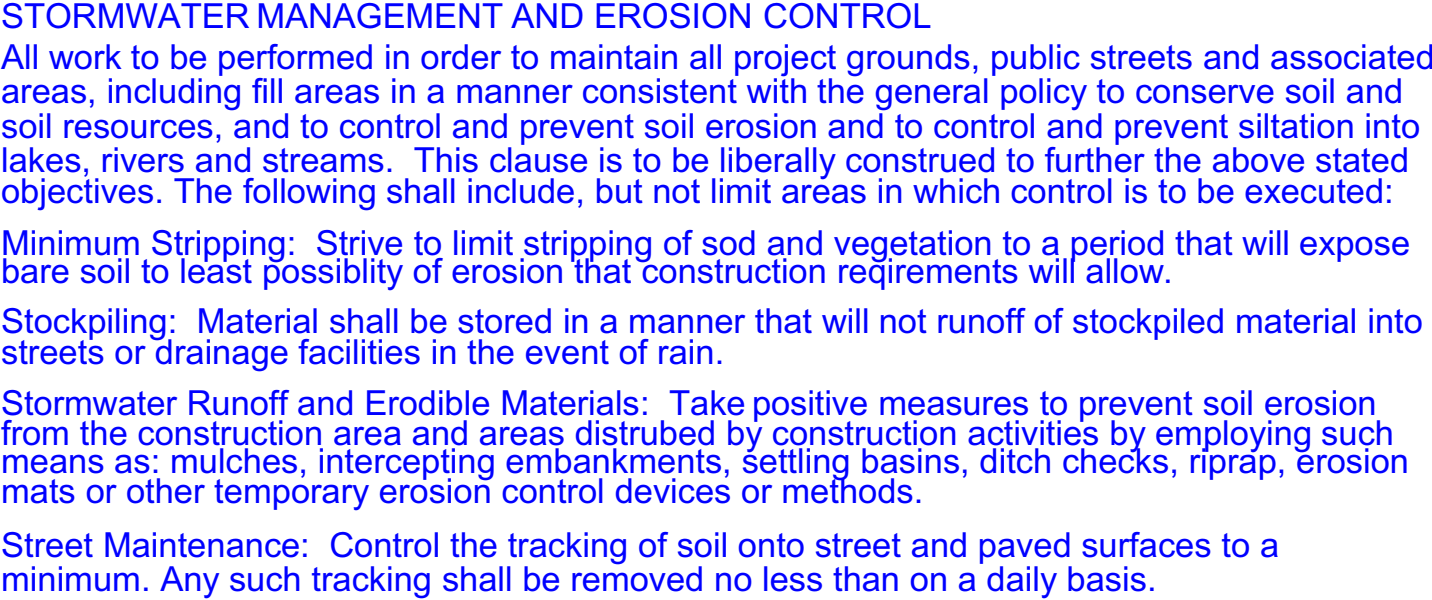 STORMWATER MANAGEMENT AND EROSION CONTROL
All work to be performed in order to maintain all project grounds, public streets and associated
areas, including fill areas in a manner consistent with the general policy to conserve soil and
soil resources, and to control and prevent soil erosion and to control and prevent siltation into
lakes, rivers and streams.  This clause is to be liberally construed to further the above stated
objectives. The following shall include, but not limit areas in which control is to be executed:
Minimum Stripping:  Strive to limit stripping of sod and vegetation to a period that will expose
bare soil to least possiblity of erosion that construction reqirements will allow.
Stockpiling:  Material shall be stored in a manner that will not runoff of stockpiled material into
streets or drainage facilities in the event of rain.
Stormwater Runoff and Erodible Materials:  Take positive measures to prevent soil erosion
from the construction area and areas distrubed by construction activities by employing such
means as: mulches, intercepting embankments, settling basins, ditch checks, riprap, erosion
mats or other temporary erosion control devices or methods.
Street Maintenance:  Control the tracking of soil onto street and paved surfaces to a
minimum. Any such tracking shall be removed no less than on a daily basis.